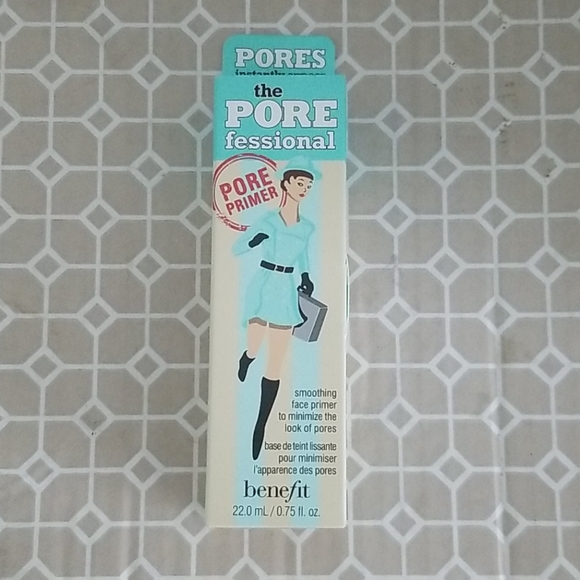 PORES
instantly
the
PORE
fessional
PORE
PRIMER
smoothing
face primer
to minimize the
look of pores
base de teint lissante
pour minimiser
l'apparence des pores
benefit
22.0 mL / 0.75 fl. oz.